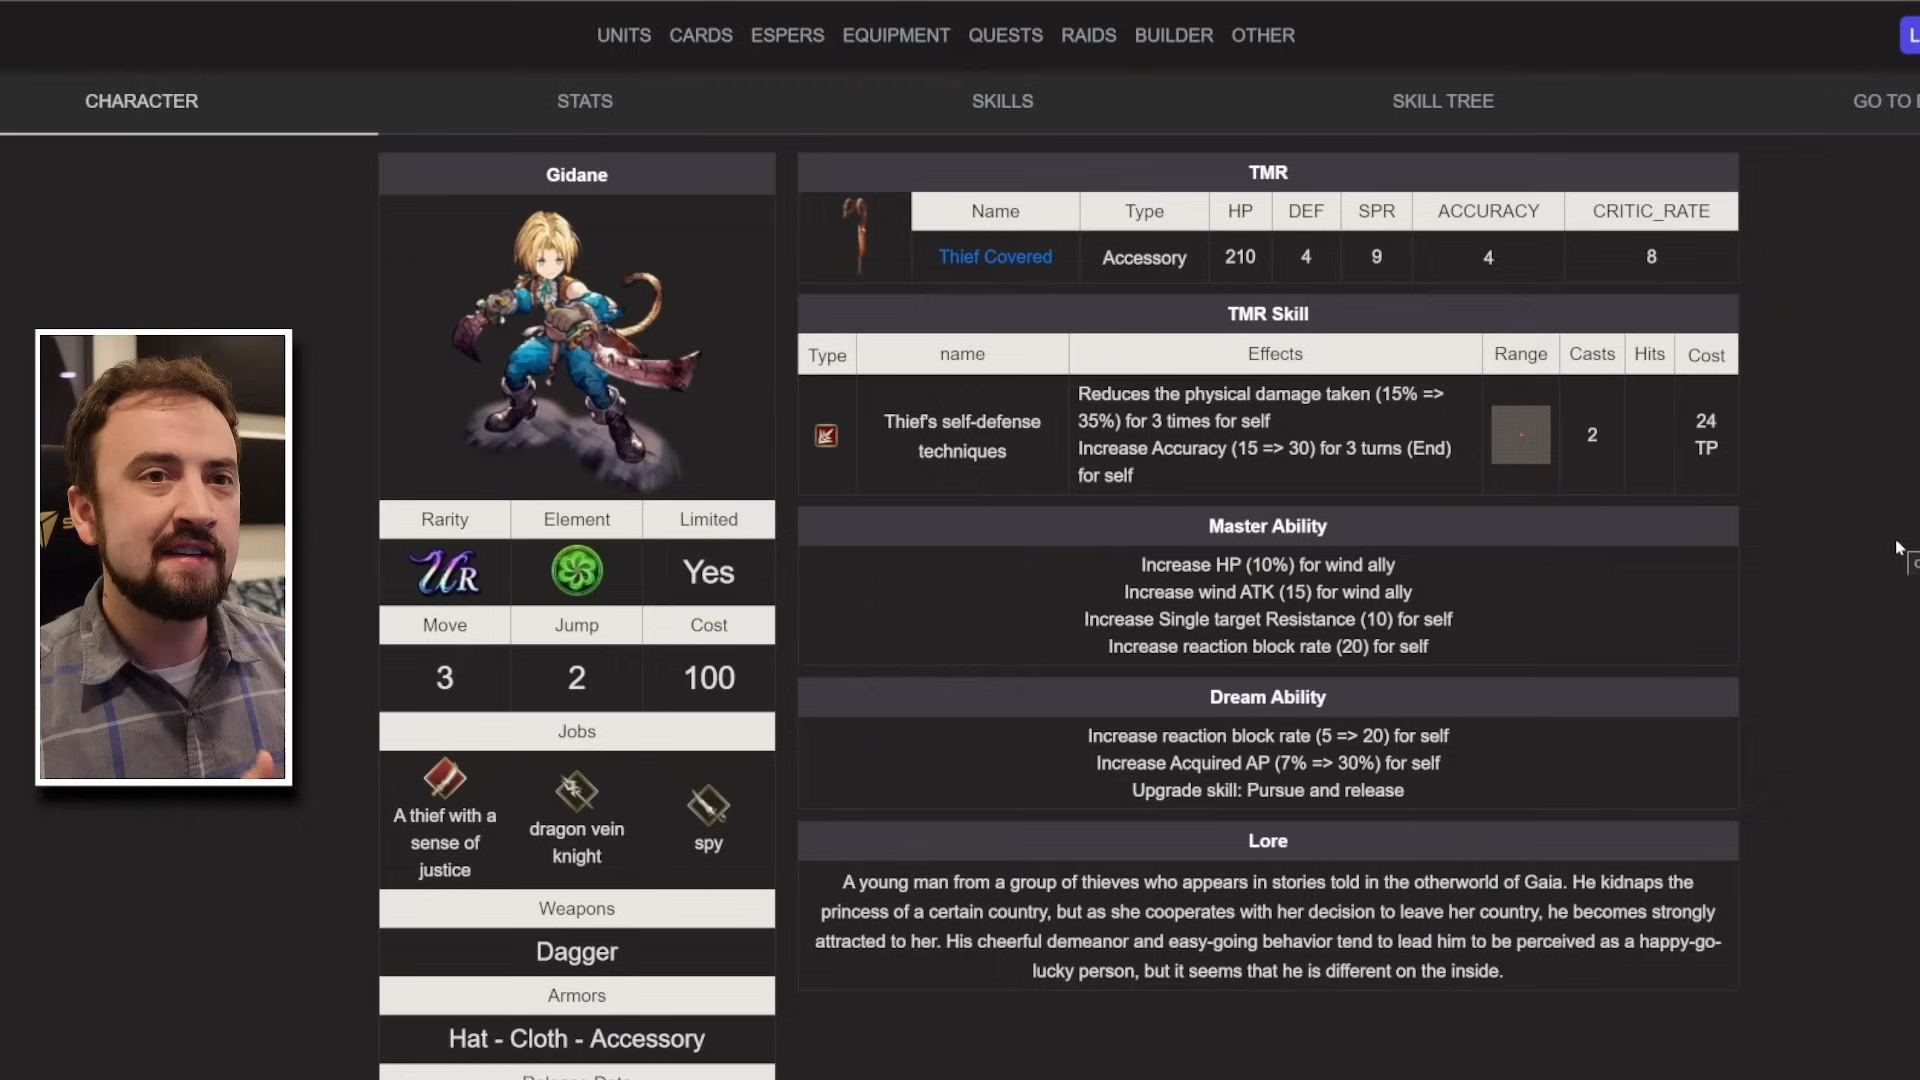 UNITS CARDS ESPERS EQUIPMENT QUESTS RAIDS BUILDER OTHER
CHARACTER STATS SKILLS SKILL TREE GO TO
Gidane
Rarity Element Limited
UR Yes
Move Jump Cost
3 2 100
Jobs
A thief with a
sense of
justice
dragon vein
knight
spy
Weapons
Dagger
Armors
Hat - Cloth - Accessory
TMR
Name Type HP DEF SPR ACCURACY CRITIC_RATE
Thief Covered Accessory 210 4 9 4 8
TMR Skill
Type name Effects Range Casts Hits Cost
Thief's self-defense
techniques
Reduces the physical damage taken (15% =>
35%) for 3 times for self
Increase Accuracy (15 => 30) for 3 turns (End)
for self
2
24
TP
Master Ability
Increase HP (10%) for wind ally
Increase wind ATK (15) for wind ally
Increase Single target Resistance (10) for self
Increase reaction block rate (20) for self
Dream Ability
Increase reaction block rate (5 => 20) for self
Increase Acquired AP (7% => 30%) for self
Upgrade skill: Pursue and release
Lore
A young man from a group of thieves who appears in stories told in the otherworld of Gaia. He kidnaps the
princess of a certain country, but as she cooperates with her decision to leave her country, he becomes strongly
attracted to her. His cheerful demeanor and easy-going behavior tend to lead him to be perceived as a happy-go-
lucky person, but it seems that he is different on the inside.